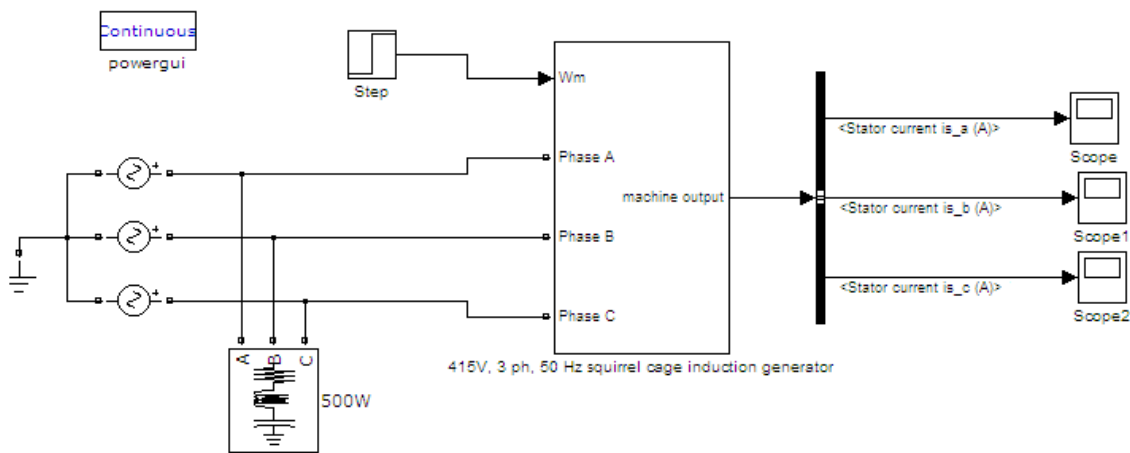 Continuous
powergui
Step
Wm
Phase A
Phase B
Phase C
machine output
415V, 3 ph, 50 Hz squirrel cage induction generator
A
B
C
500W
<Stator current is_a (A)>
Scope
<Stator current is_b (A)>
Scope1
<Stator current is_c (A)>
Scope2